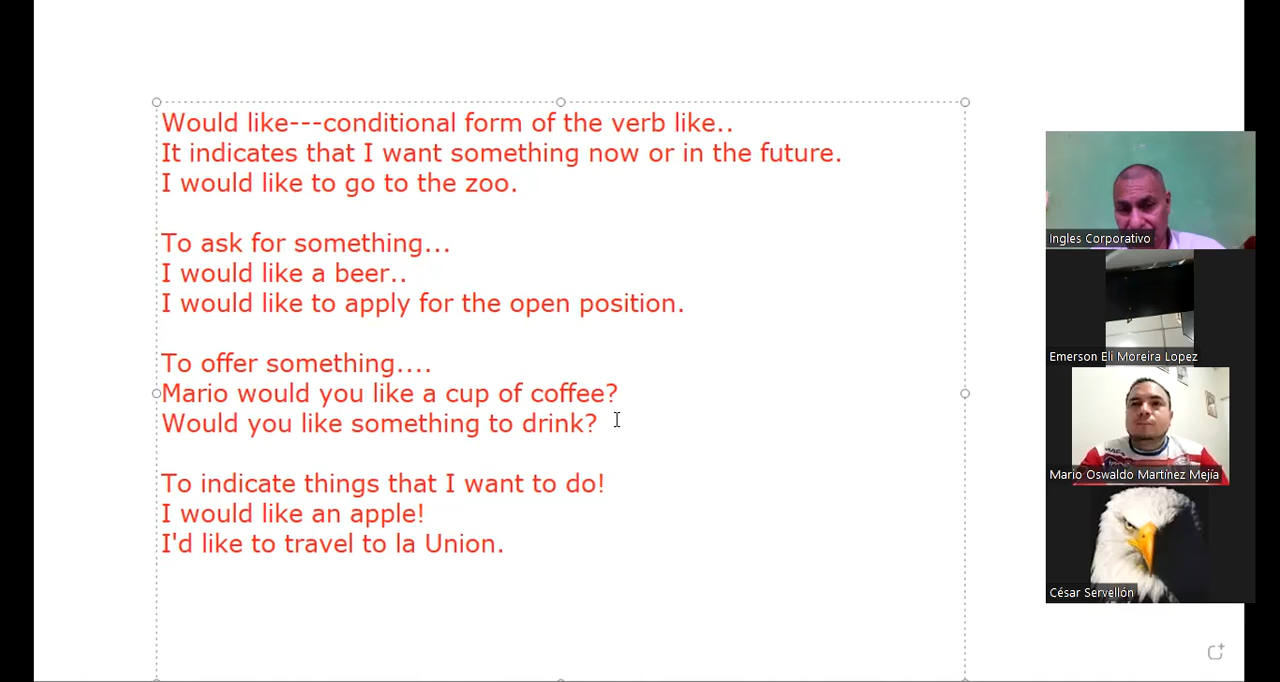 Would like---conditional form of the verb like..
It indicates that I want something now or in the future.
I would like to go to the zoo.
To ask for something...
I would like a beer..
I would like to apply for the open position.
To offer something....
Mario would you like a cup of coffee?
Would you like something to drink?
To indicate things that I want to do!
I would like an apple!
I'd like to travel to la Union.
Ingles Corporativo
Emerson Eli Moreira Lopez
Mario Oswaldo Martínez Mejía
César Servellón